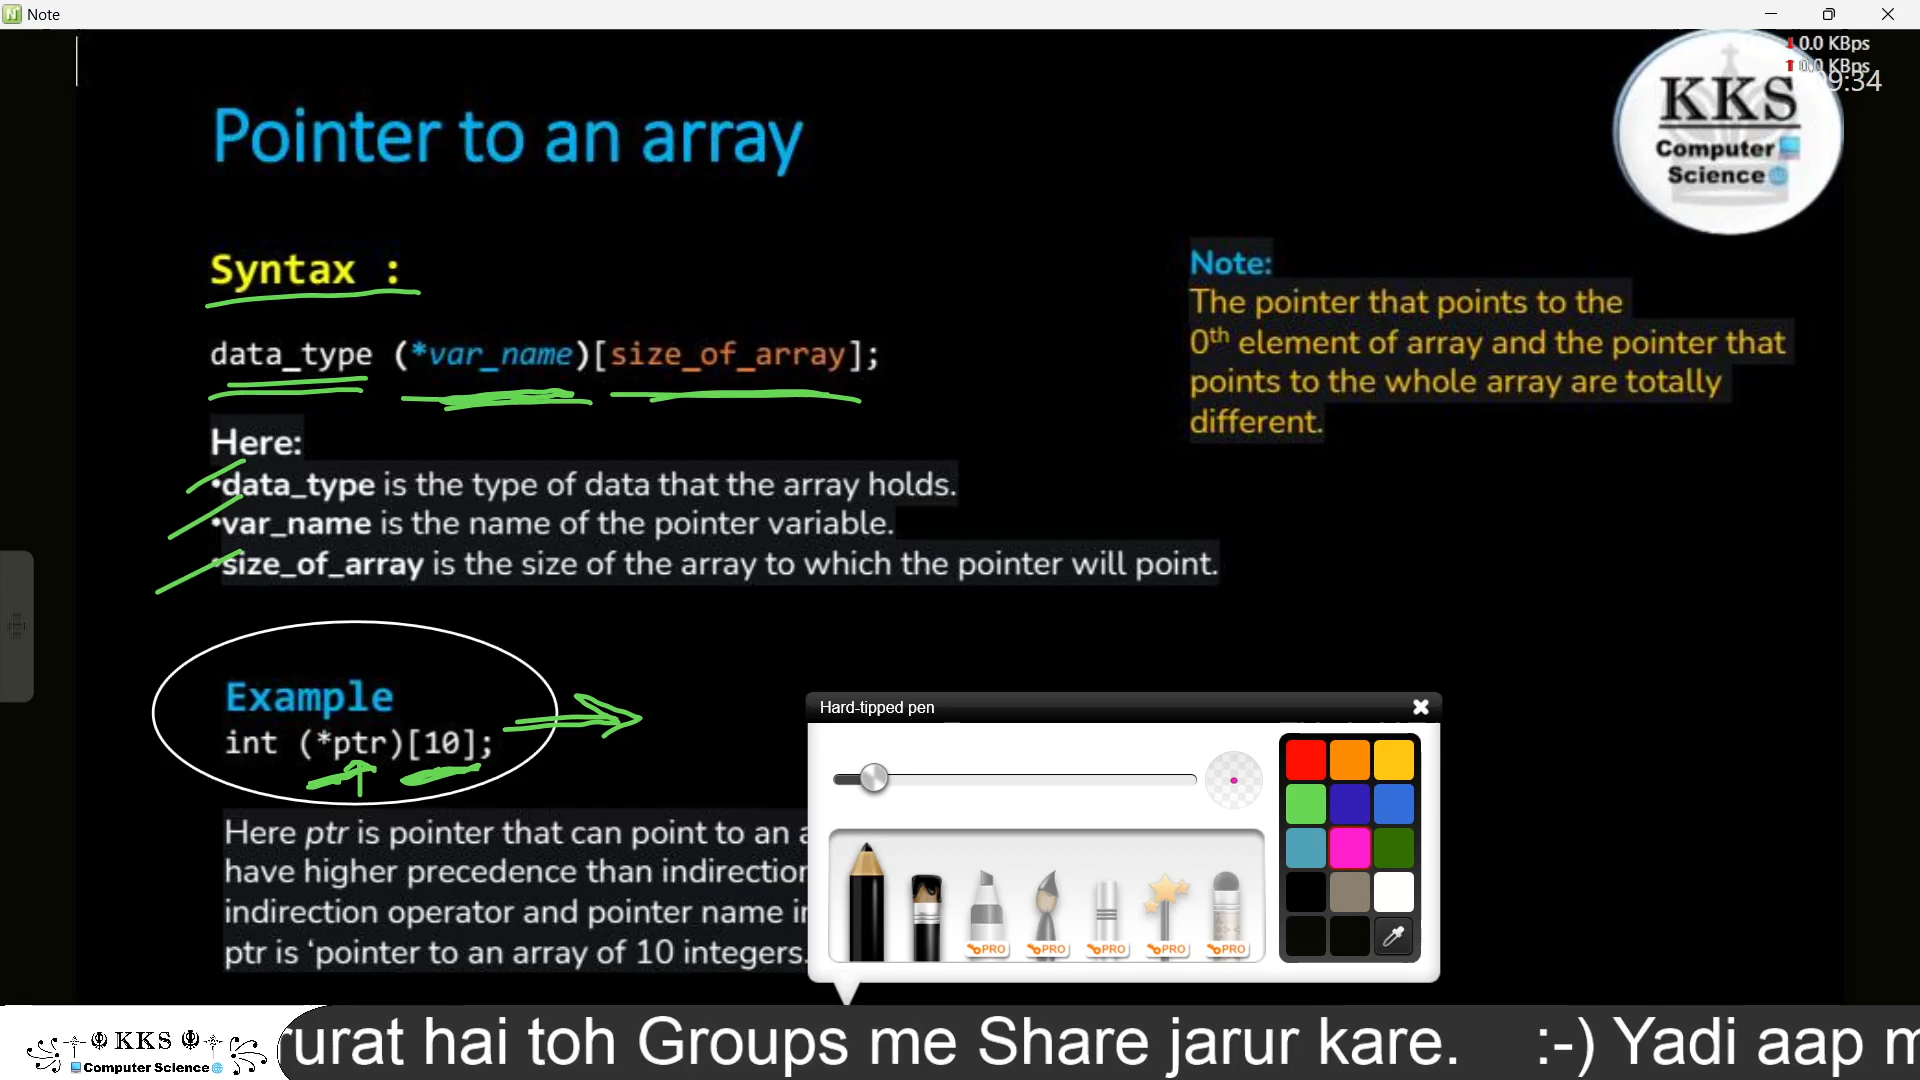 Note
0.0 KBps
0.0 KBps
9:34
KKS
Computer
Science
Pointer to an array
Syntax :
data_type (*var_name)[size_of_array];
Note:
The pointer that points to the
0th element of array and the pointer that
points to the whole array are totally
different.
Here:
•data_type is the type of data that the array holds.
•var_name is the name of the pointer variable.
•size_of_array is the size of the array to which the pointer will point.
Example
int (*ptr)[10];
Here ptr is pointer that can point to an
have higher precedence than indirection
indirection operator and pointer name
ptr is ‘pointer to an array of 10 integers.
Hard-tipped pen
PRO PRO PRO PRO PRO
KKS
Computer Science
hai toh Groups me Share jarur kare. :-) Yadi aap